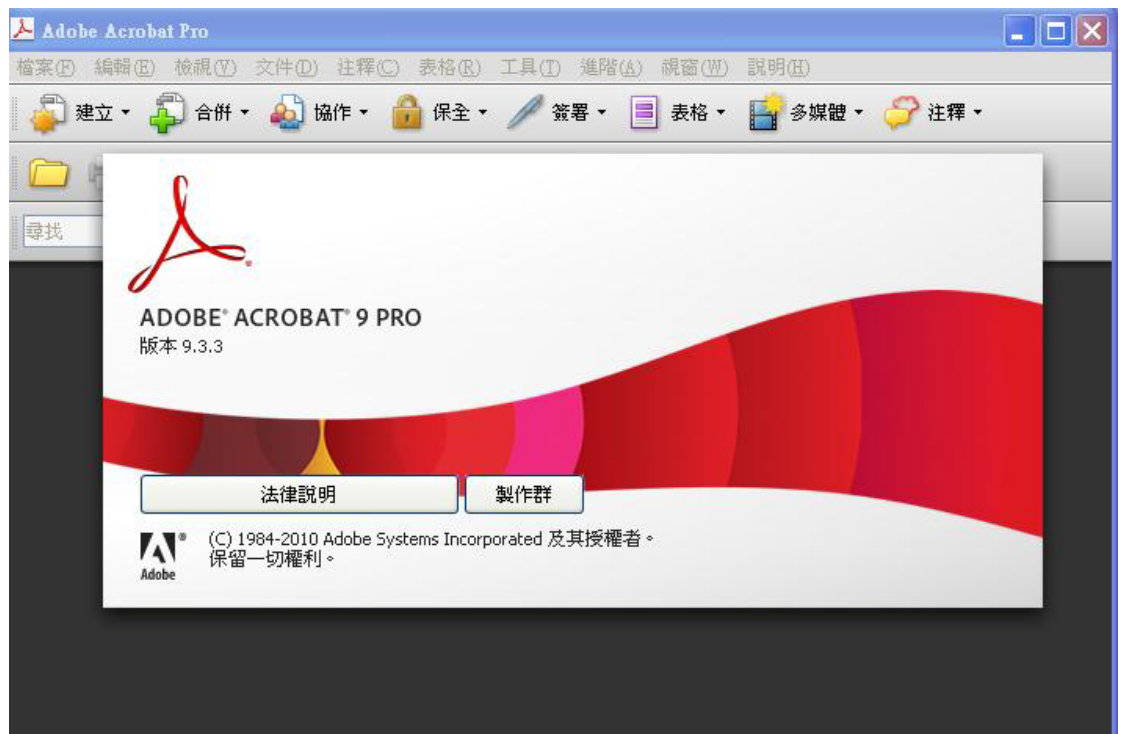 Adobe Acrobat Pro
檔案(F) 編輯(E) 檢視(V) 文件(D) 注釋(C) 表格(R) 工具(T) 進階(A) 視窗(W) 說明(H)
建立 合併 協作 保全 簽署 表格 多媒體 注釋
尋找
ADOBE® ACROBAT® 9 PRO
版本 9.3.3
法律說明 製作群
(C) 1984-2010 Adobe Systems Incorporated 及其授權者。
保留一切權利。
Adobe